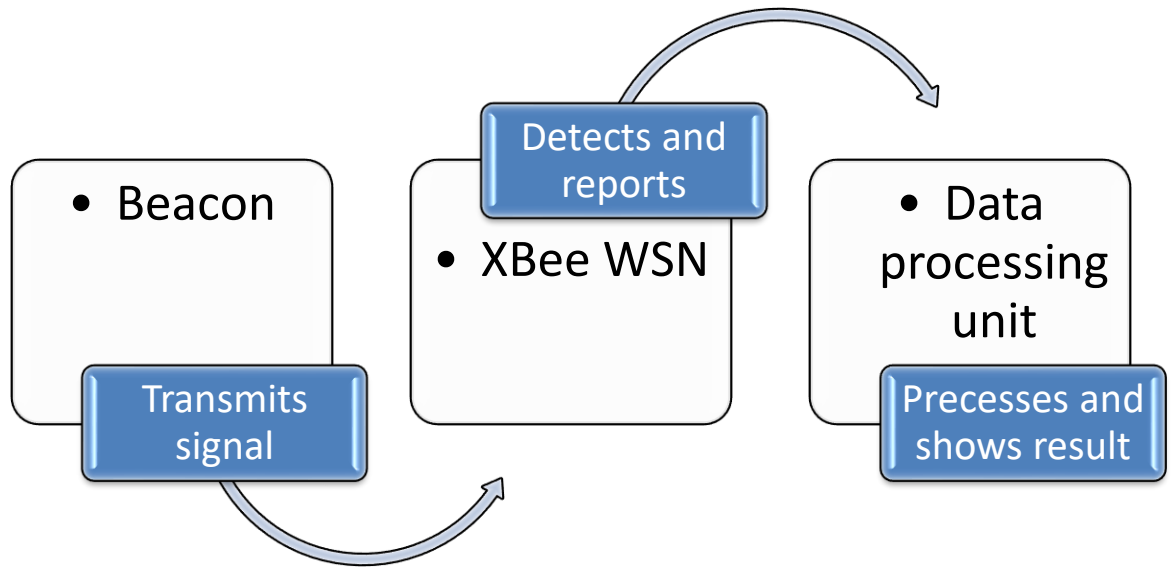 • Beacon
Transmits
signal
Detects and
reports
• XBee WSN
• Data
processing
unit
Precesses and
shows result